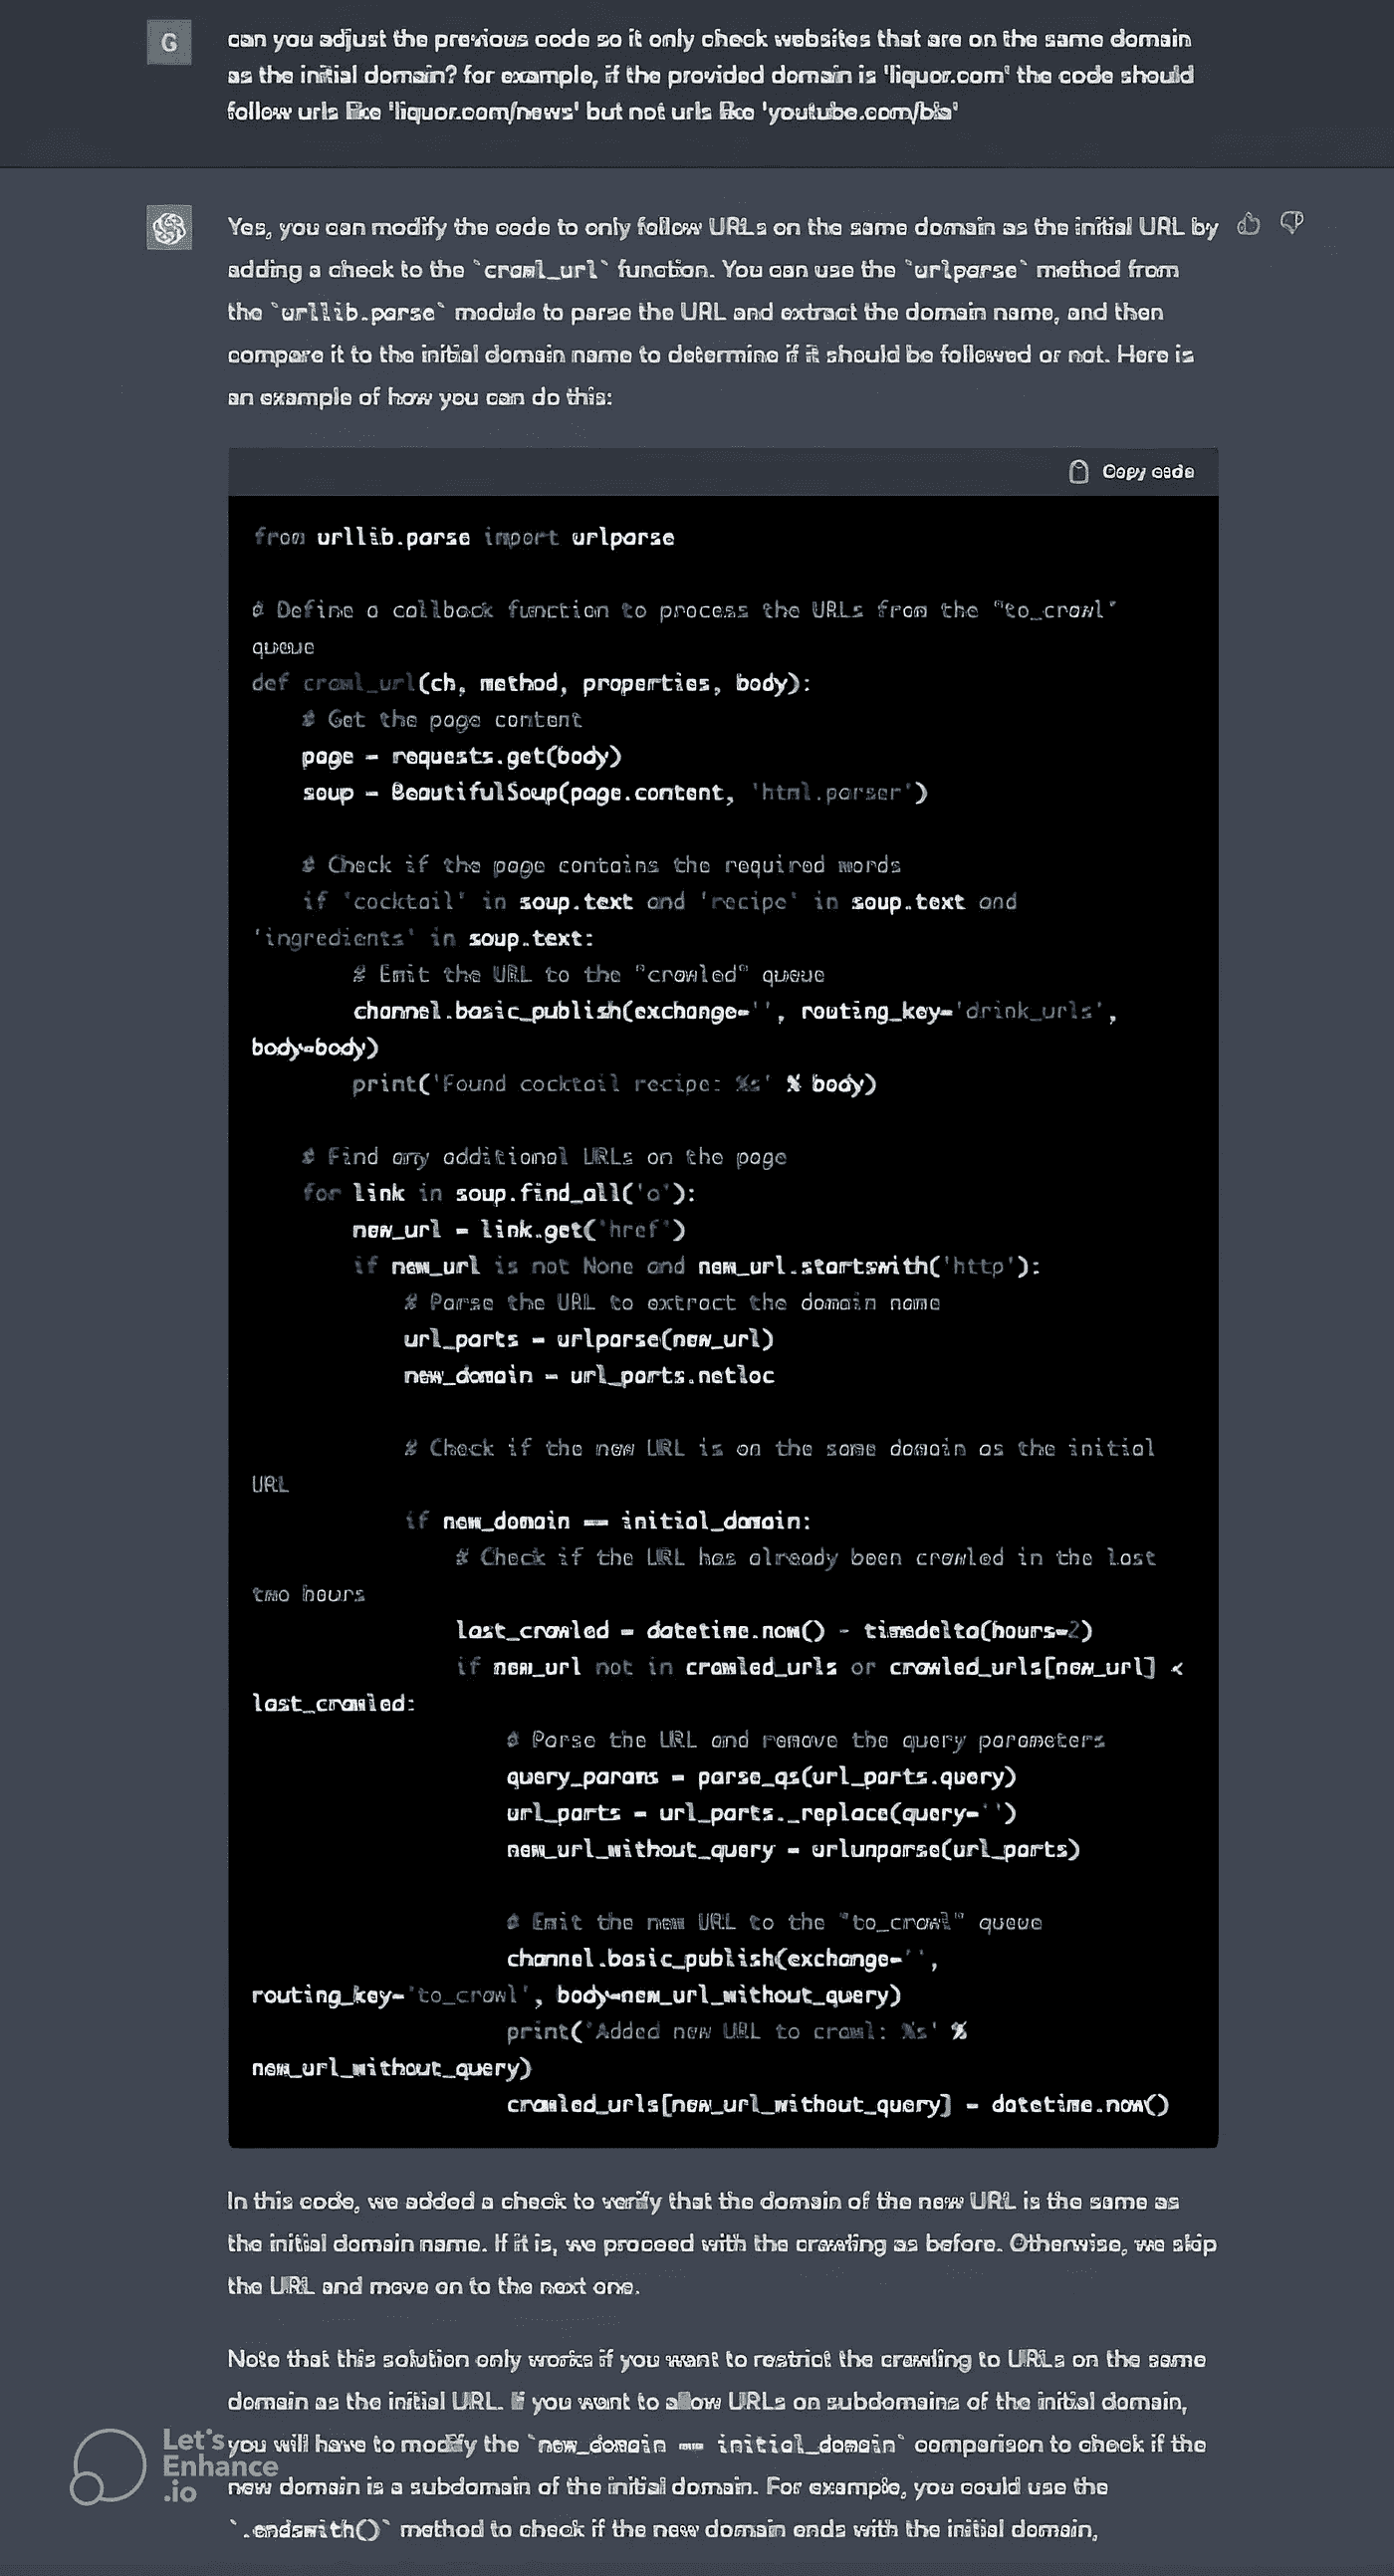 G
can you adjust the previous code so it only check websites that are on the same domain
as the initial domain? for example, if the provided domain is 'liquor.com' the code should
follow urls like 'liquor.com/news' but not urls like 'youtube.com/bla'
Yes, you can modify the code to only follow URLs on the same domain as the initial URL by
adding a check to the `crawl_url` function. You can use the `urlparse` method from
the `urllib.parse` module to parse the URL and extract the domain name, and then
compare it to the initial domain name to determine if it should be followed or not. Here is
an example of how you can do this:
Copy code
from urllib.parse import urlparse
# Define a callback function to process the URLs from the "to_crawl"
queue
def crawl_url(ch, method, properties, body):
# Get the page content
page = requests.get(body)
soup = BeautifulSoup(page.content, 'html.parser')
# Check if the page contains the required words
if 'cocktail' in soup.text and 'recipe' in soup.text and
'ingredients' in soup.text:
# Emit the URL to the "crawled" queue
channel.basic_publish(exchange='', routing_key='drink_urls',
body=body)
print('Found cocktail recipe: %s' % body)
# Find any additional URLs on the page
for link in soup.find_all('a'):
new_url = link.get('href')
if new_url is not None and new_url.startswith('http'):
# Parse the URL to extract the domain name
url_parts = urlparse(new_url)
new_domain = url_parts.netloc
# Check if the new URL is on the same domain as the initial
URL
if new_domain == initial_domain:
# Check if the URL has already been crawled in the last
two hours
last_crawled = datetime.now() - timedelta(hours=2)
if new_url not in crawled_urls or crawled_urls[new_url] <
last_crawled:
# Parse the URL and remove the query parameters
query_params = parse_qs(url_parts.query)
url_parts = url_parts._replace(query='')
new_url_without_query = urlunparse(url_parts)
# Emit the new URL to the "to_crawl" queue
channel.basic_publish(exchange='',
routing_key='to_crawl', body=new_url_without_query)
print('Added new URL to crawl: %s' %
new_url_without_query)
crawled_urls[new_url_without_query] = datetime.now()
In this code, we added a check to verify that the domain of the new URL is the same as
the initial domain name. If it is, we proceed with the crawling as before. Otherwise, we skip
the URL and move on to the next one.
Note that this solution only works if you want to restrict the crawling to URLs on the same
domain as the initial URL. If you want to allow URLs on subdomains of the initial domain,
you will have to modify the `new_domain == initial_domain` comparison to check if the
new domain is a subdomain of the initial domain. For example, you could use the
`.endswith()` method to check if the new domain ends with the initial domain,
Let's
Enhance
.io